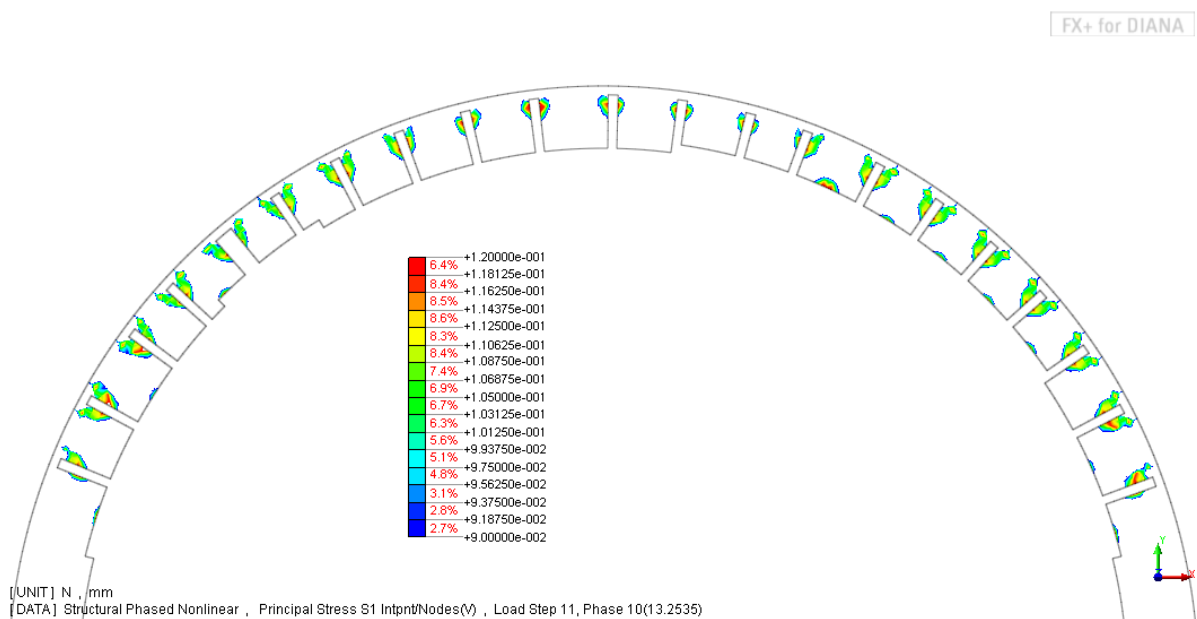 FX+ for DIANA
+1.20000e-001
6.4%
+1.18125e-001
8.4%
+1.16250e-001
8.5%
+1.14375e-001
8.6%
+1.12500e-001
8.3%
+1.10625e-001
8.4%
+1.08750e-001
7.4%
+1.06875e-001
6.9%
+1.05000e-001
6.7%
+1.03125e-001
6.3%
+1.01250e-001
5.6%
+9.93750e-002
5.1%
+9.75000e-002
4.8%
+9.56250e-002
3.1%
+9.37500e-002
2.8%
+9.18750e-002
2.7%
+9.00000e-002
Y
X
[UNIT] N , mm
[DATA] Structural Phased Nonlinear , Principal Stress S1 Intpnt/Nodes(V) , Load Step 11, Phase 10(13.2535)